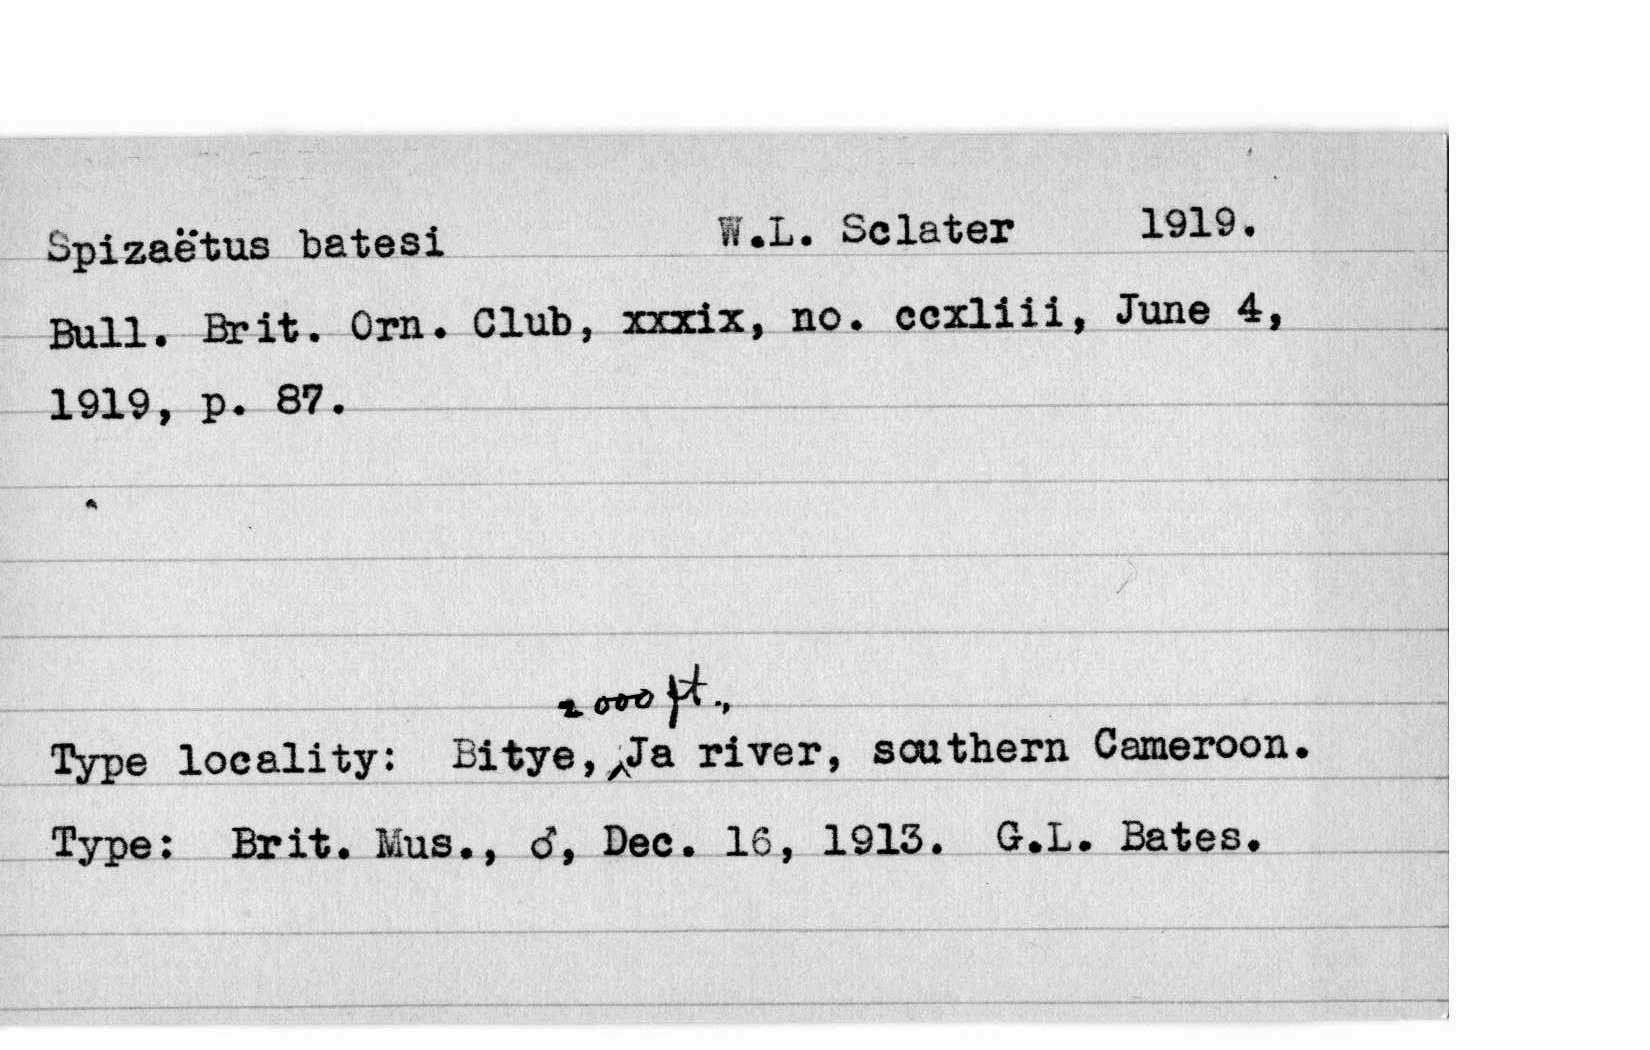 Spizaëtus batesi W.L. Sclater 1919.
Bull. Brit. Orn. Club, xxxix, no. ccxliii, June 4,
1919, p. 87.
2000 ft.,
Type locality: Bitye, ^Ja river, southern Cameroon.
Type: Brit. Mus., ♂, Dec. 16, 1913. G.L. Bates.